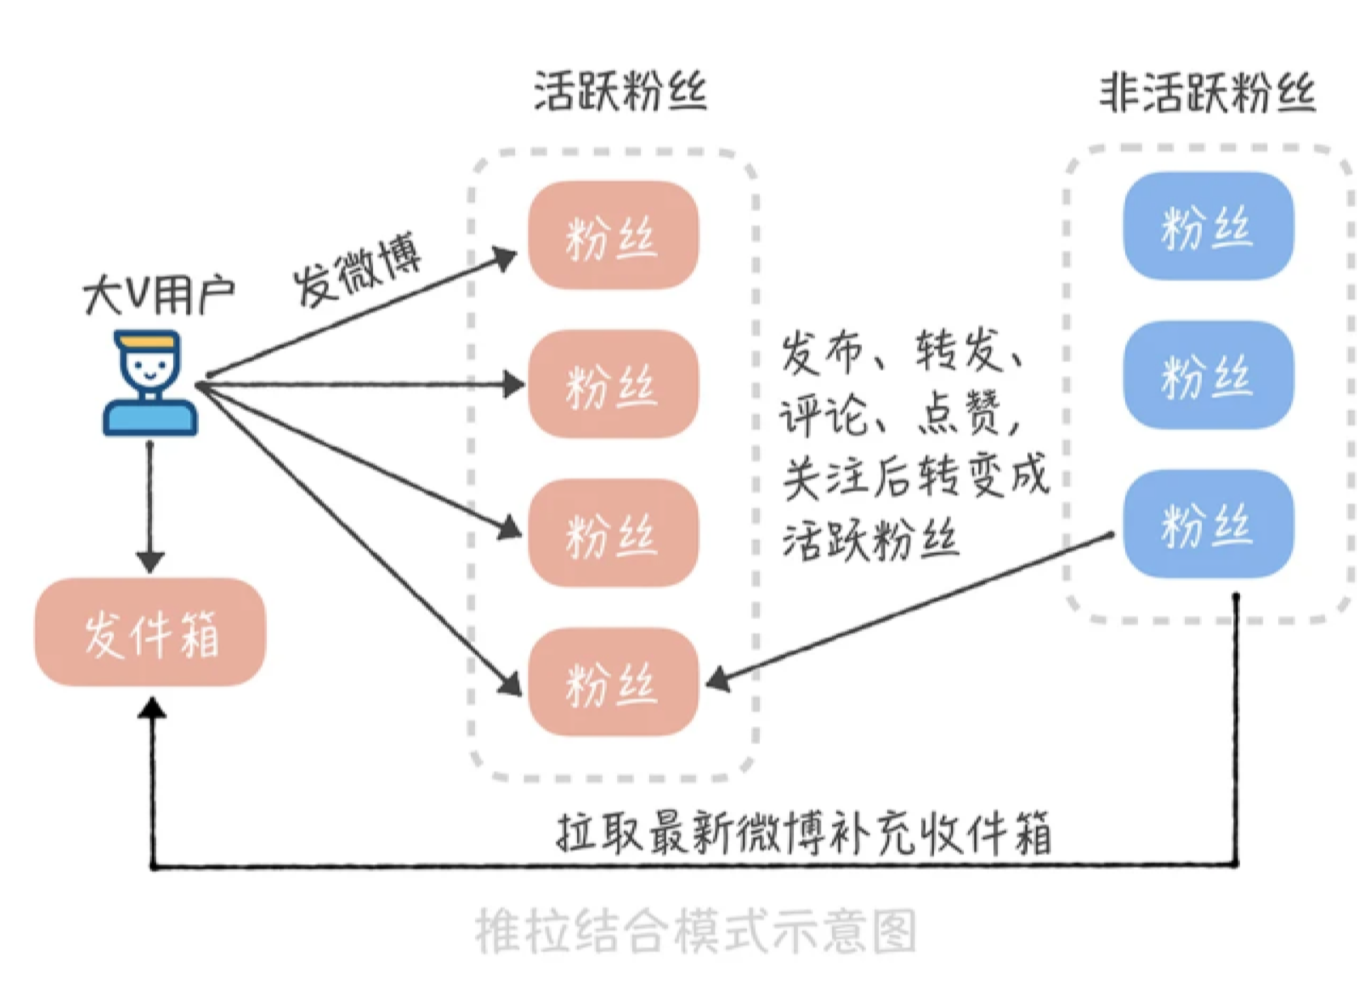 活跃粉丝
非活跃粉丝
大V用户
发微博
粉丝
粉丝
粉丝
粉丝
发布、转发、
评论、点赞,
关注后转变成
活跃粉丝
粉丝
粉丝
粉丝
发件箱
拉取最新微博补充收件箱
推拉结合模式示意图